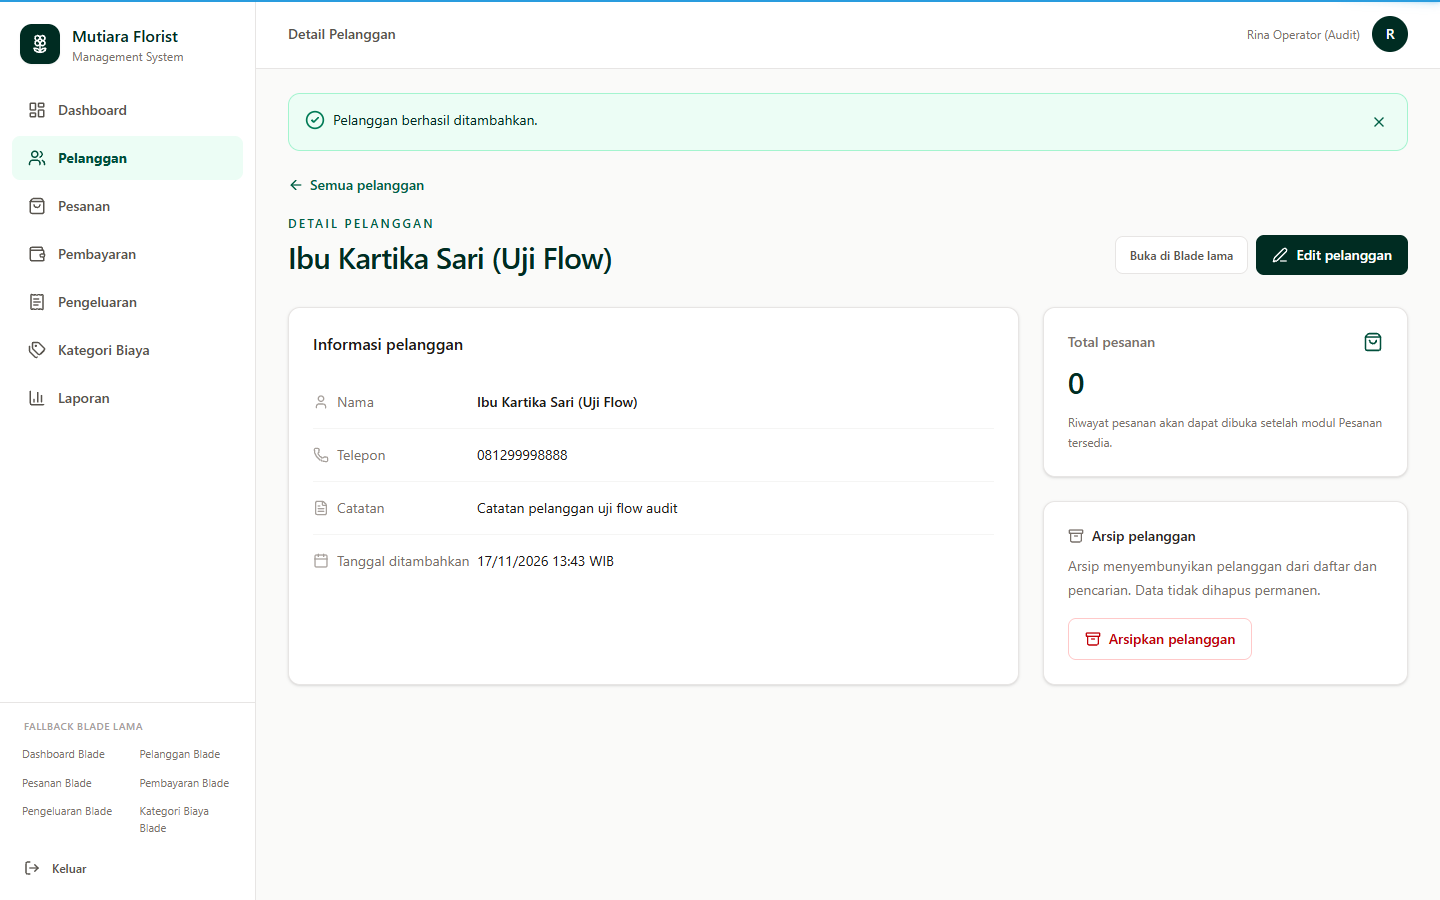 Mutiara Florist
Management System
Dashboard
Pelanggan
Pesanan
Pembayaran
Pengeluaran
Kategori Biaya
Laporan
FALLBACK BLADE LAMA
Dashboard Blade
Pelanggan Blade
Pesanan Blade
Pembayaran Blade
Pengeluaran Blade
Kategori Biaya
Blade
Keluar
Detail Pelanggan
Rina Operator (Audit)
R
Pelanggan berhasil ditambahkan.
Semua pelanggan
DETAIL PELANGGAN
Ibu Kartika Sari (Uji Flow)
Buka di Blade lama
Edit pelanggan
Informasi pelanggan
Nama
Ibu Kartika Sari (Uji Flow)
Telepon
081299998888
Catatan
Catatan pelanggan uji flow audit
Tanggal ditambahkan
17/11/2026 13:43 WIB
Total pesanan
0
Riwayat pesanan akan dapat dibuka setelah modul Pesanan
tersedia.
Arsip pelanggan
Arsip menyembunyikan pelanggan dari daftar dan
pencarian. Data tidak dihapus permanen.
Arsipkan pelanggan